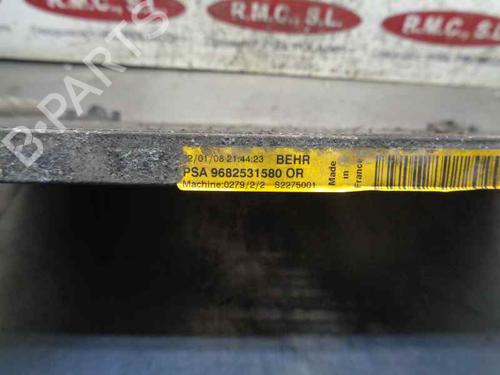 R.M.C., S.L.
R.M.C., S.L.
2/01/08 21:44:23 BEHR
PSA 9682531580 OR
Machine:0279/2/2 S2275001
Made in France
B-PARTS